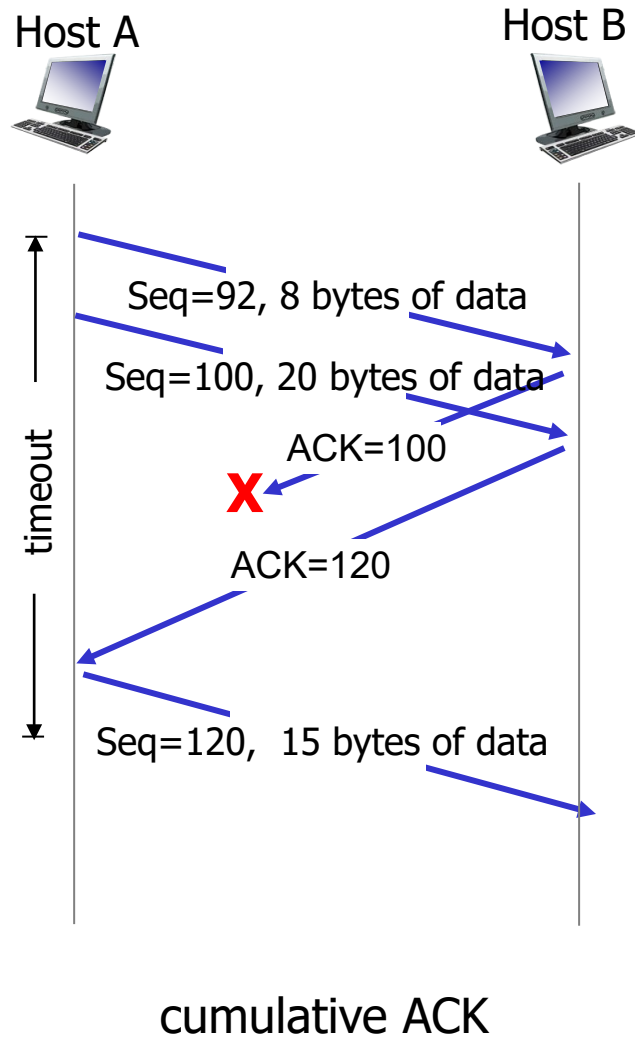 Host A
Host B
Seq=92, 8 bytes of data
Seq=100, 20 bytes of data
ACK=100
X
timeout
ACK=120
Seq=120, 15 bytes of data
cumulative ACK